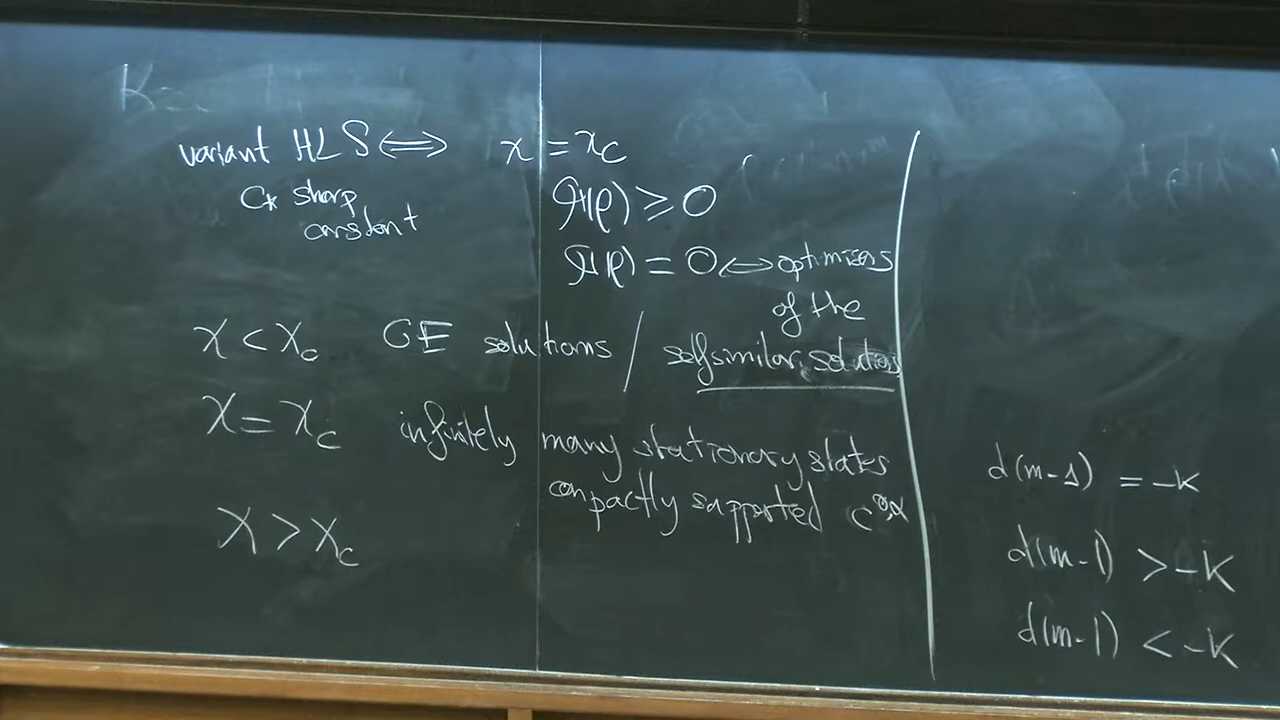 K=
variant HLS ⟺ χ = χc
C* sharp constant
F(ρ) ≥ 0
F(ρ) = 0 ⟺ optimisers
of the
χ < χc GE solutions / selfsimilar solutions
χ = χc infinitely many stationary states
compactly supported C^{0,α}
χ > χc
d(m-1) = -K
d(m-1) > -K
d(m-1) < -K